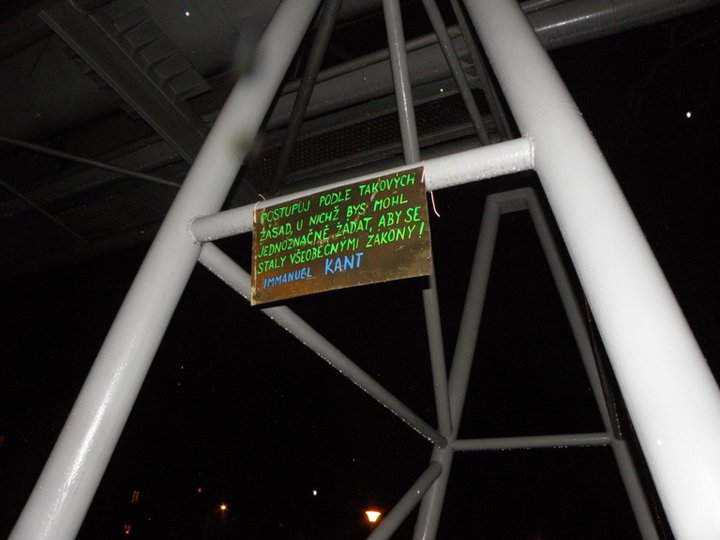 POSTUPUJ PODLE TAKOVÝCH
ZÁSAD, U NICHŽ BYS MOHL
JEDNOZNAČNĚ ŽÁDAT, ABY SE
STALY VŠEOBECNÝMI ZÁKONY!
IMMANUEL KANT